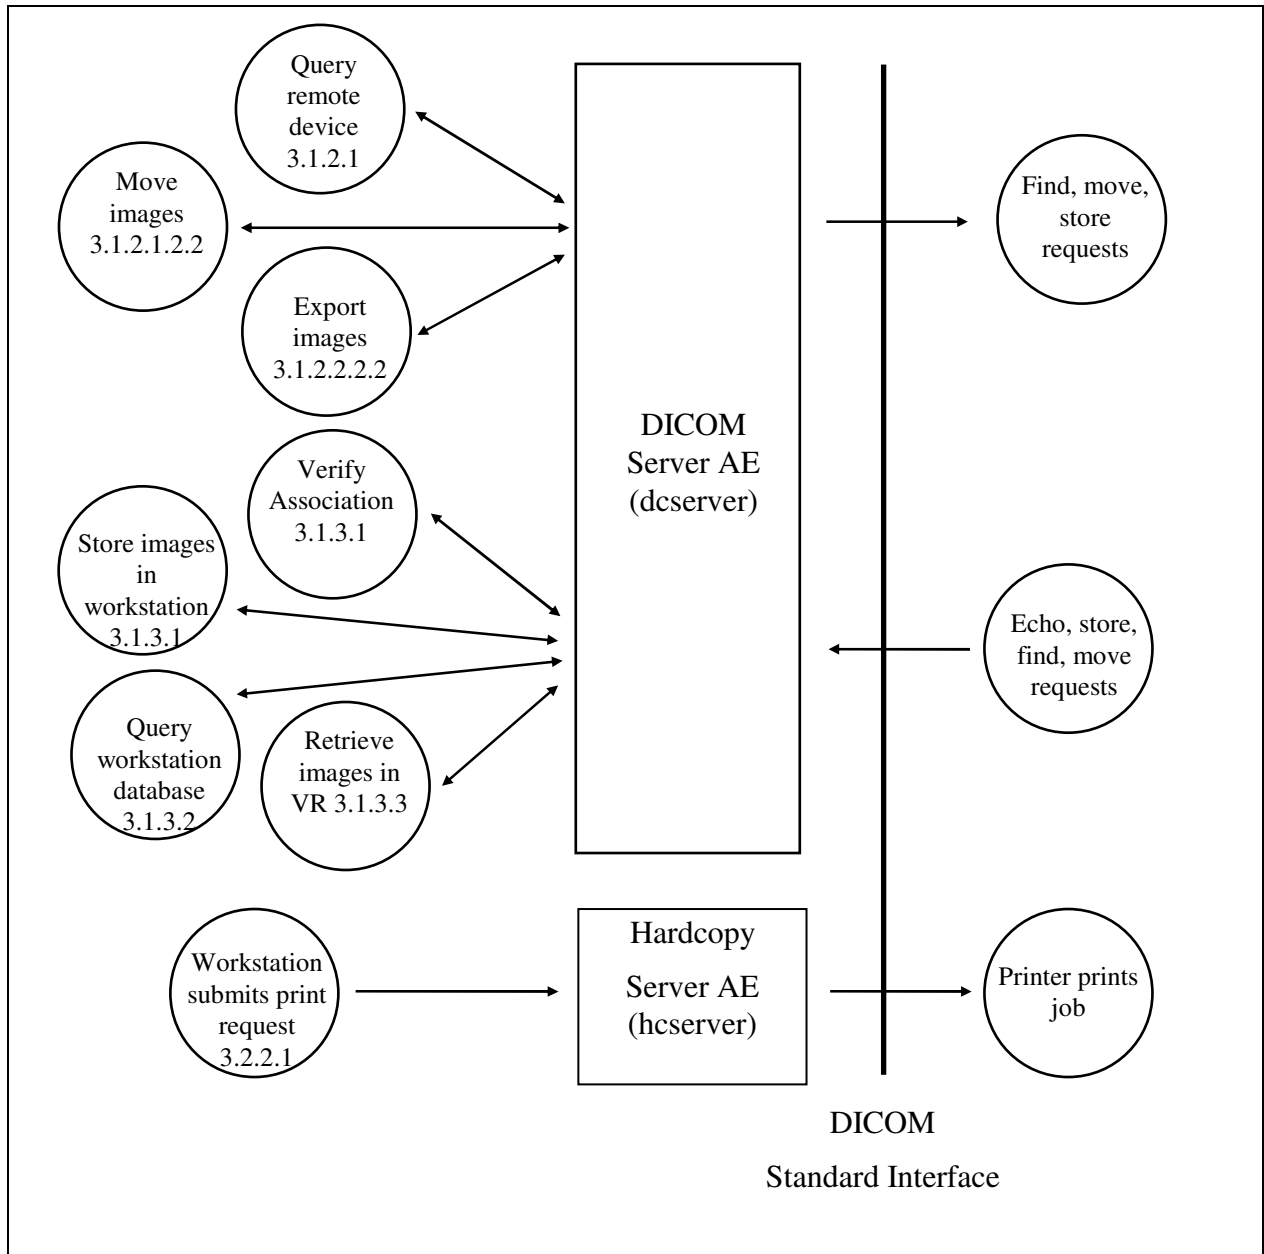 Query
remote
device
3.1.2.1
Move
images
3.1.2.1.2.2
Export
images
3.1.2.2.2.2
Verify
Association
3.1.3.1
Store images
in
workstation
3.1.3.1
Query
workstation
database
3.1.3.2
Retrieve
images in
VR 3.1.3.3
DICOM
Server AE
(dcserver)
Find, move,
store
requests
Echo, store,
find, move
requests
Workstation
submits print
request
3.2.2.1
Hardcopy
Server AE
(hcserver)
Printer prints
job
DICOM
Standard Interface